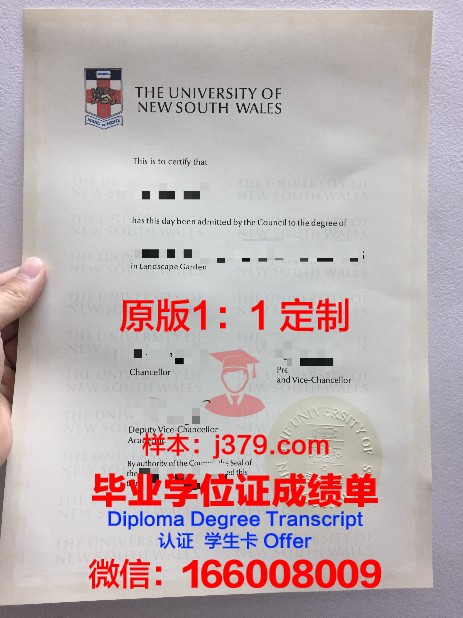 THE UNIVERSITY OF
NEW SOUTH WALES
This is to certify that
has this day been admitted by the Council to the degree of
in Landscape Garden
原版1：1 定制
Chancellor
Pre
and Vice-Chancellor
Deputy Vice-Chancellor
Academic
样本：j379.com
By authority of the Council the Seal of
the
毕业学位证成绩单
Diploma Degree Transcript
认证 学生卡 Offer
微信：166008009